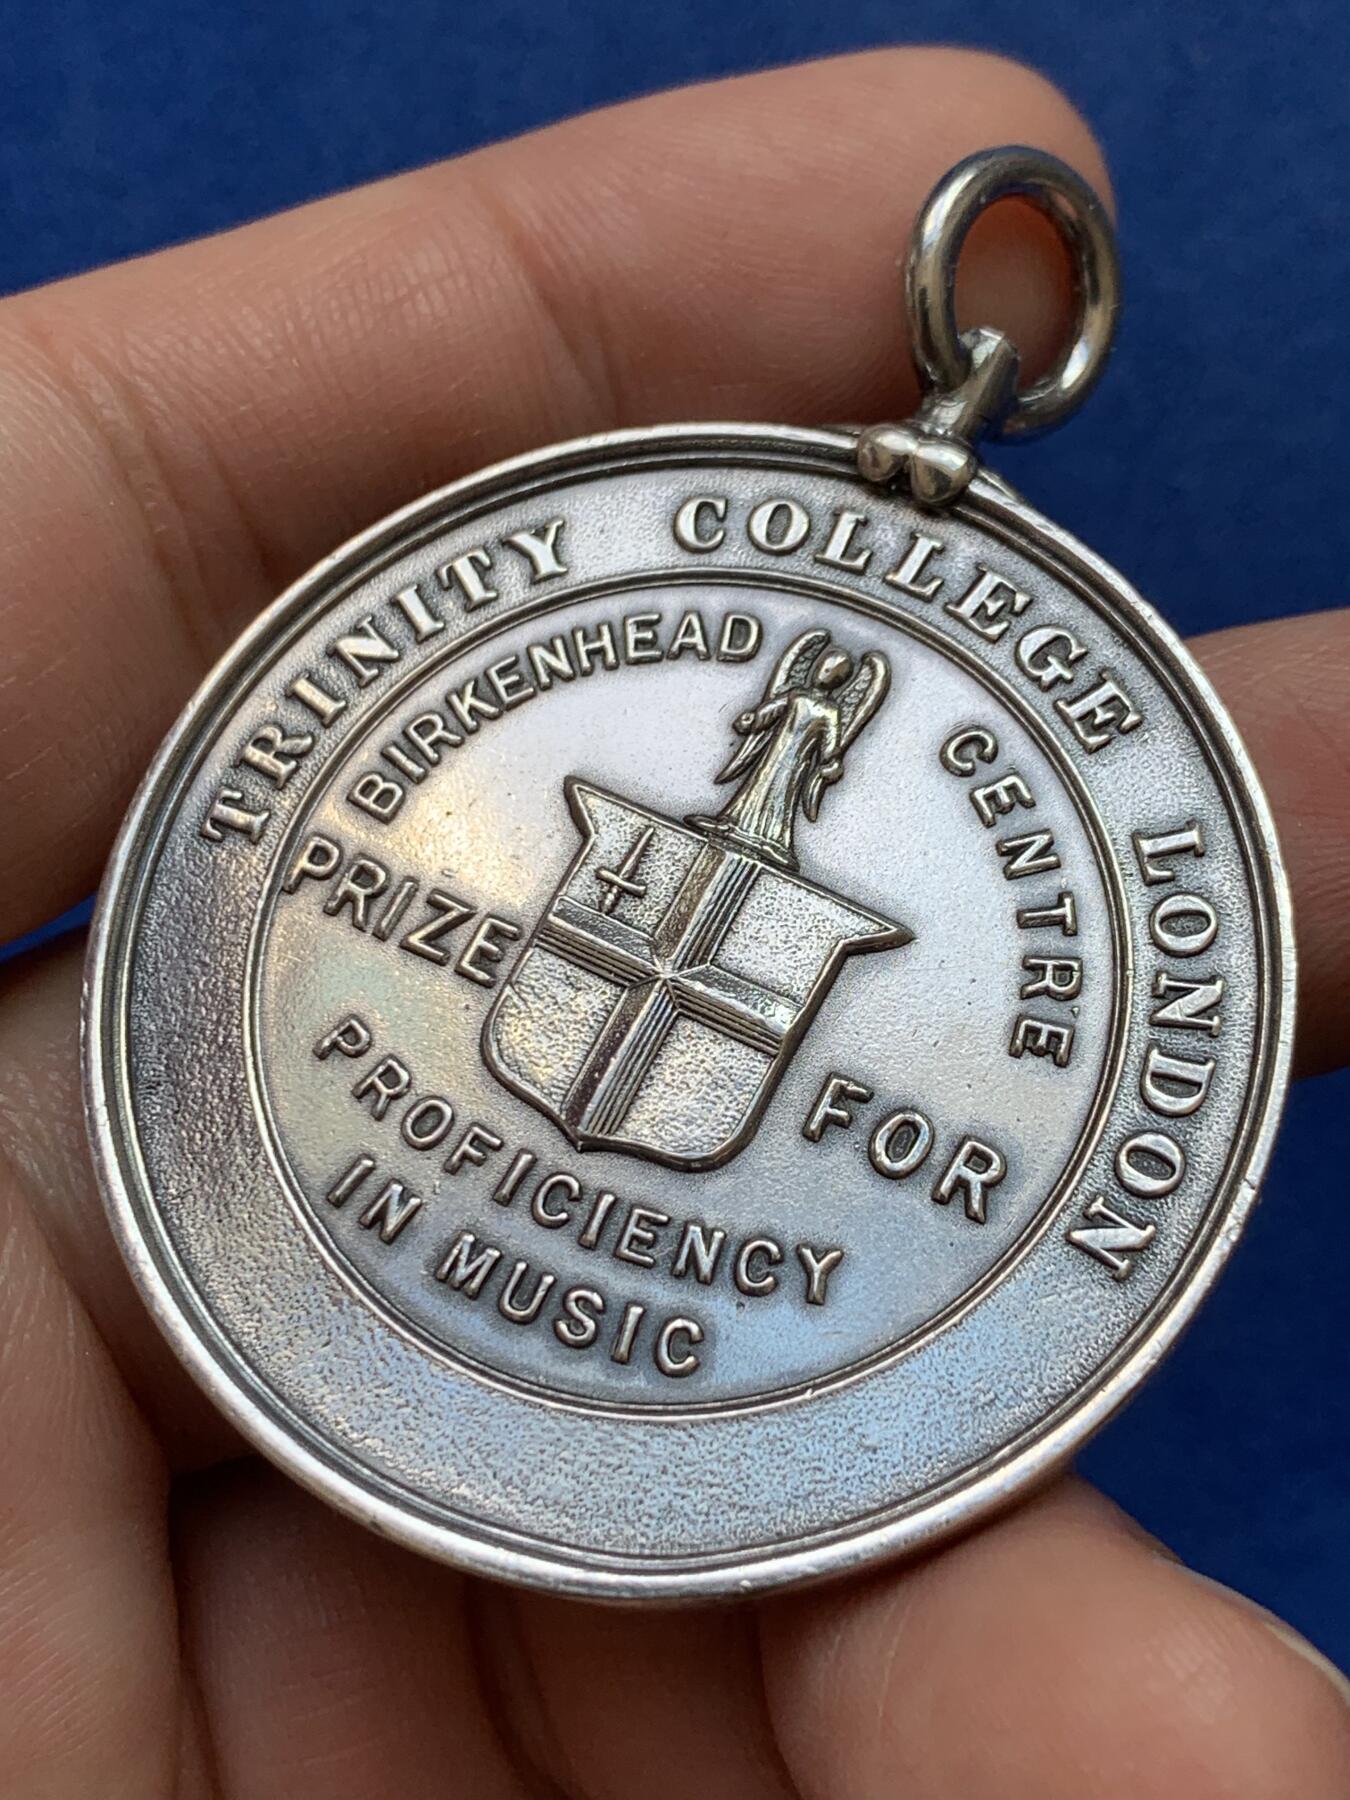 TRINITY COLLEGE LONDON
BIRKENHEAD CENTRE
PRIZE FOR
PROFICIENCY
IN MUSIC